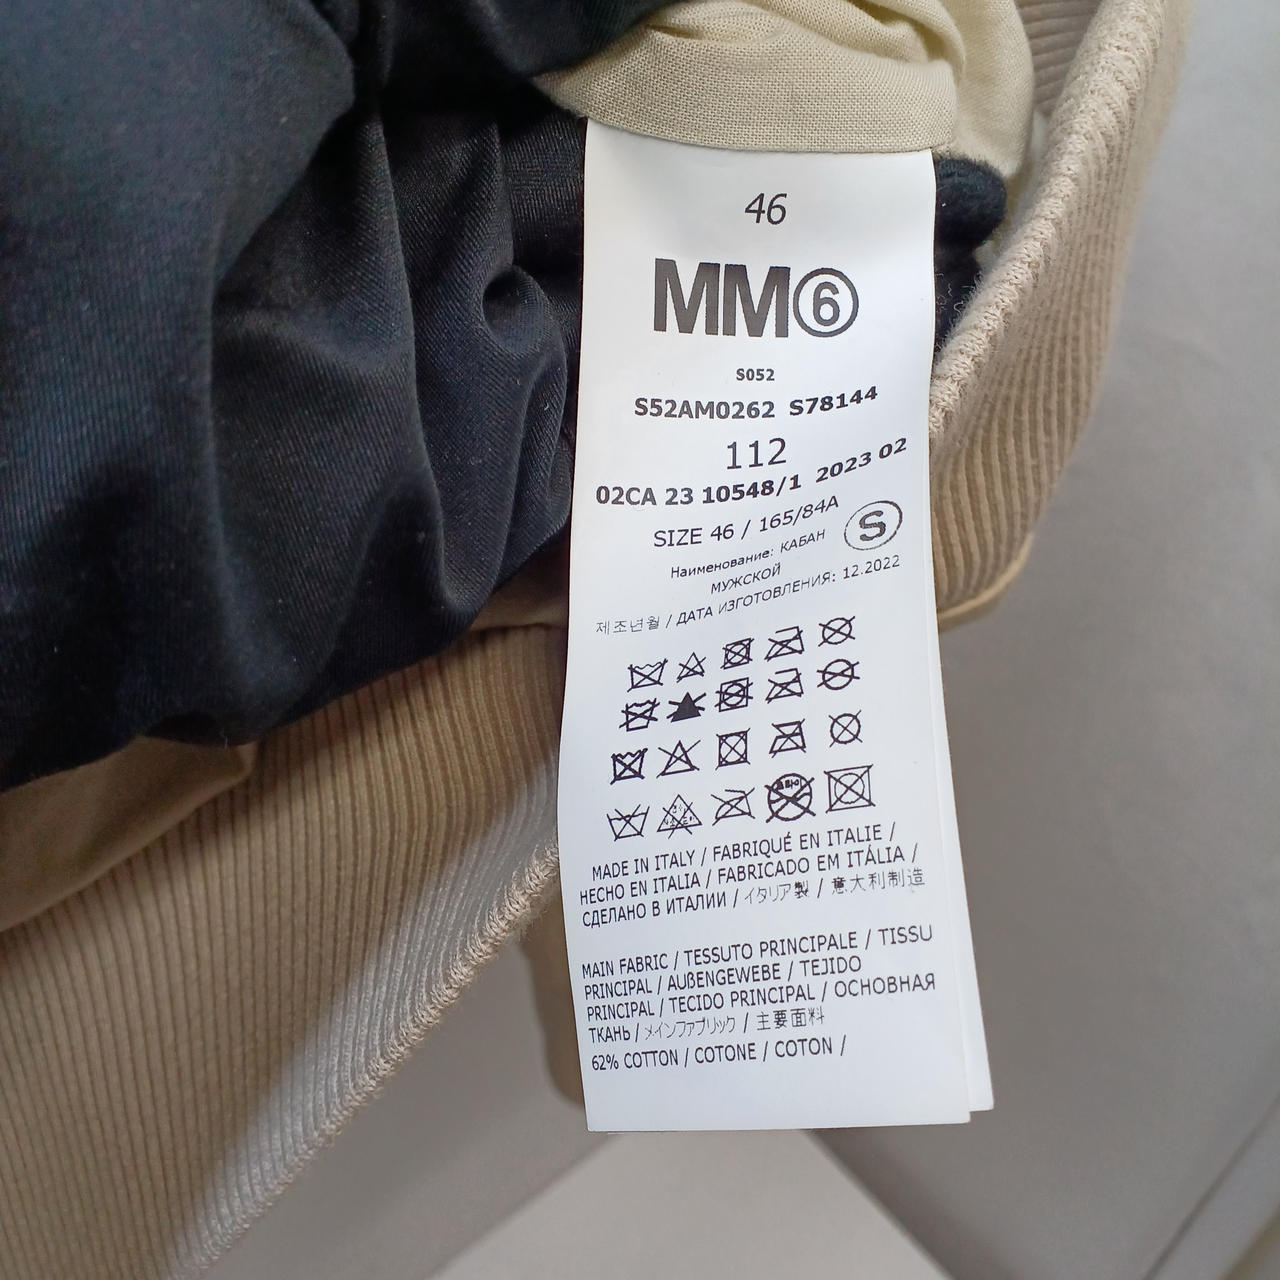 46
MM⑥
S052
S52AM0262 S78144
112
02CA 23 10548/1 2023 02
SIZE 46 / 165/84A
S
Наименование: КАБАН
МУЖСКОЙ
제조년월 / ДАТА ИЗГОТОВЛЕНИЯ: 12.2022
드라이
MADE IN ITALY / FABRIQUÉ EN ITALIE /
HECHO EN ITALIA / FABRICADO EM ITÁLIA /
СДЕЛАНО В ИТАЛИИ / イタリア製 / 意大利制造
MAIN FABRIC / TESSUTO PRINCIPALE / TISSU
PRINCIPAL / AUßENGEWEBE / TEJIDO
PRINCIPAL / TECIDO PRINCIPAL / ОСНОВНАЯ
ТКАНЬ / メインファブリック / 主要面料
62% COTTON / COTONE / COTON /